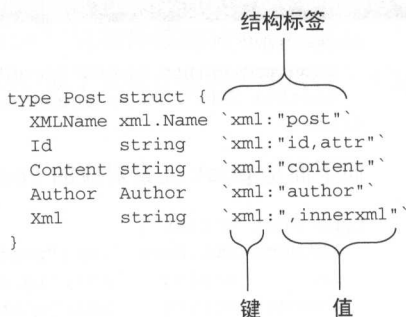 结构标签
type Post struct {
  XMLName xml.Name `xml:"post"`
  Id      string   `xml:"id,attr"`
  Content string   `xml:"content"`
  Author  Author   `xml:"author"`
  Xml     string   `xml:",innerxml"`
}
键 值